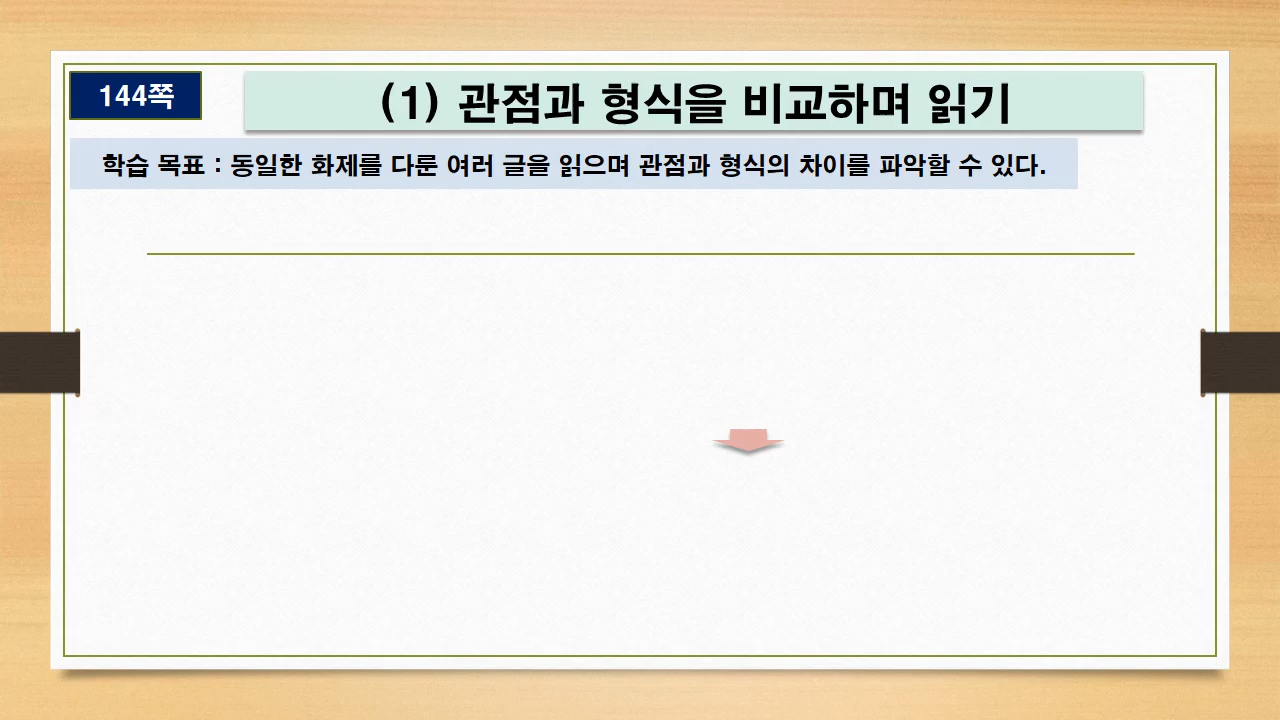 144쪽
(1) 관점과 형식을 비교하며 읽기
학습 목표 : 동일한 화제를 다룬 여러 글을 읽으며 관점과 형식의 차이를 파악할 수 있다.